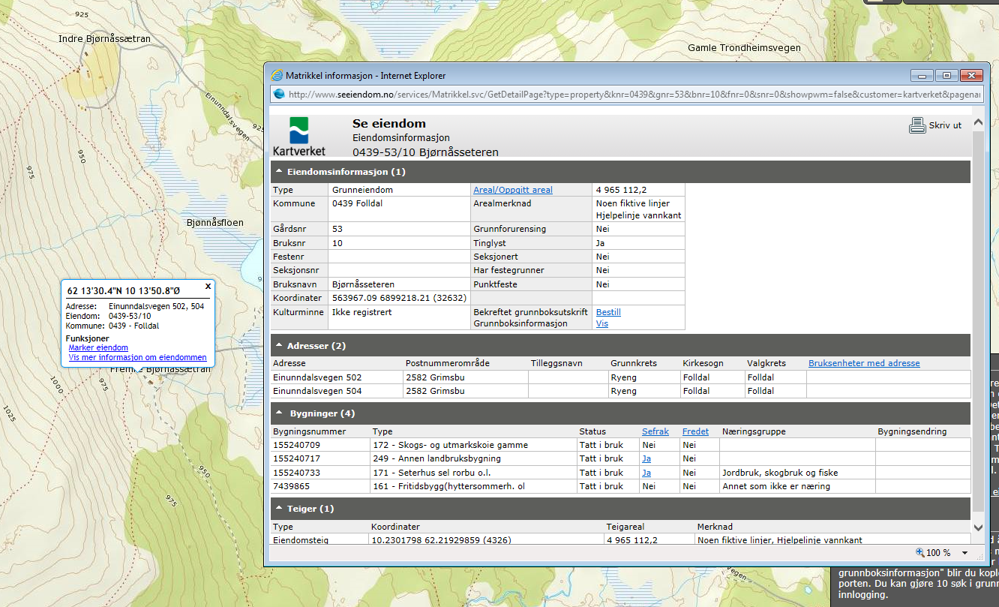 925
Indre Bjørnåssætran
Gamle Trondheimsvegen
Einunndalsvegen
925
950
975
Bjønnåsfloen
62 13'30.4"N 10 13'50.8"Ø x
Adresse: Einunndalsvegen 502, 504
Eiendom: 0439-53/10
Kommune: 0439 - Folldal
Funksjoner
Marker eiendom
Vis mer informasjon om eiendommen
Fremre Bjørnåssætran
1000
975
1025
950
975
Matrikkel informasjon - Internet Explorer
http://www.seeiendom.no/services/Matrikkel.svc/GetDetailPage?type=property&knr=0439&gnr=53&bnr=10&fnr=0&snr=0&showpwm=false&customer=kartverket&pagena
Kartverket
Se eiendom
Eiendomsinformasjon
0439-53/10 Bjørnåsseteren
Skriv ut
Eiendomsinformasjon (1)
Type Grunneiendom Areal/Oppgitt areal 4 965 112,2
Kommune 0439 Folldal Arealmerknad Noen fiktive linjer
Hjelpelinje vannkant
Gårdsnr 53 Grunnforurensing Nei
Bruksnr 10 Tinglyst Ja
Festenr Seksjonert Nei
Seksjonsnr Har festegrunner Nei
Bruksnavn Bjørnåsseteren Punktfeste Nei
Koordinater 563967.09 6899218.21 (32632)
Kulturminne Ikke registrert Bekreftet grunnboksutskrift Bestill
Grunnboksinformasjon Vis
Adresser (2)
Adresse Postnummerområde Tilleggsnavn Grunnkrets Kirkesogn Valgkrets Bruksenheter med adresse
Einunndalsvegen 502 2582 Grimsbu Ryeng Folldal Folldal
Einunndalsvegen 504 2582 Grimsbu Ryeng Folldal Folldal
Bygninger (4)
Bygningsnummer Type Status Sefrak Fredet Næringsgruppe Bygningsendring
155240709 172 - Skogs- og utmarkskoie gamme Tatt i bruk Nei Nei
155240717 249 - Annen landbruksbygning Tatt i bruk Ja Nei
155240733 171 - Seterhus sel rorbu o.l. Tatt i bruk Ja Nei Jordbruk, skogbruk og fiske
7439865 161 - Fritidsbygg(hyttersommerh. ol Tatt i bruk Nei Nei Annet som ikke er næring
Teiger (1)
Type Koordinater Teigareal Merknad
Eiendomsteig 10.2301798 62.21929859 (4326) 4 965 112,2 Noen fiktive linjer, Hjelpelinje vannkant
100 %
grunnboksinformasjon" blir du kople
porten. Du kan gjøre 10 søk i grunn
innlogging.